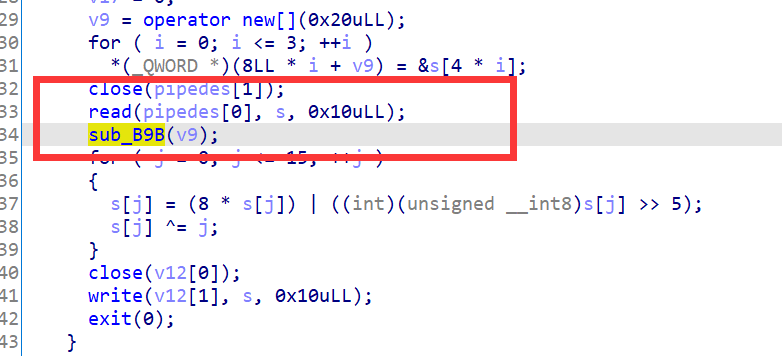 29 v9 = operator new[](0x20uLL);
30 for ( i = 0; i <= 3; ++i )
31 *(_QWORD *)(8LL * i + v9) = &s[4 * i];
32 close(pipedes[1]);
33 read(pipedes[0], s, 0x10uLL);
34 sub_B9B(v9);
35 for ( j = 0; j <= 15; ++j )
36 {
37 s[j] = (8 * s[j]) | ((int)(unsigned __int8)s[j] >> 5);
38 s[j] ^= j;
39 }
40 close(v12[0]);
41 write(v12[1], s, 0x10uLL);
42 exit(0);
43 }